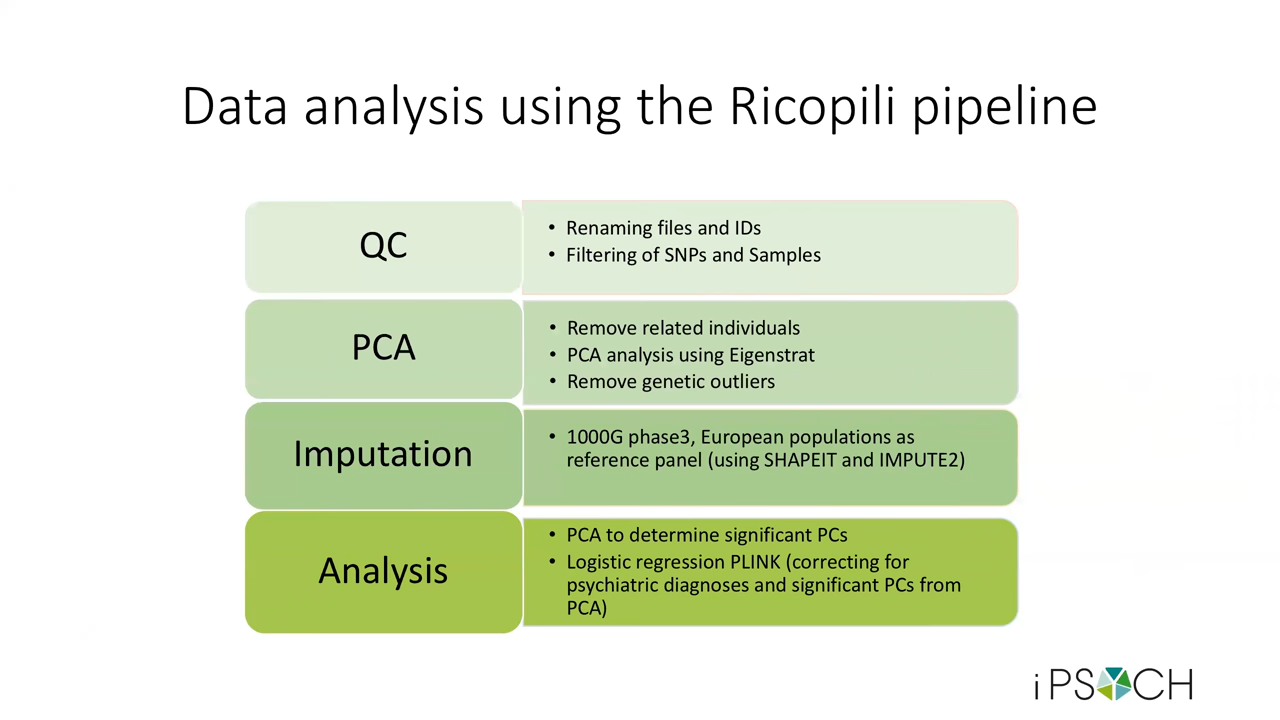 Data analysis using the Ricopili pipeline
QC
• Renaming files and IDs
• Filtering of SNPs and Samples
PCA
• Remove related individuals
• PCA analysis using Eigenstrat
• Remove genetic outliers
Imputation
• 1000G phase3, European populations as
reference panel (using SHAPEIT and IMPUTE2)
Analysis
• PCA to determine significant PCs
• Logistic regression PLINK (correcting for
psychiatric diagnoses and significant PCs from
PCA)
iPSYCH